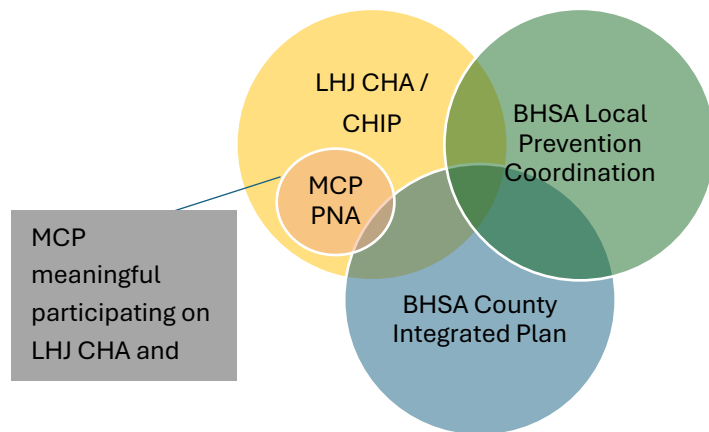 LHJ CHA /
CHIP
BHSA Local
Prevention
Coordination
MCP
PNA
MCP
meaningful
participating on
LHJ CHA and
BHSA County
Integrated Plan